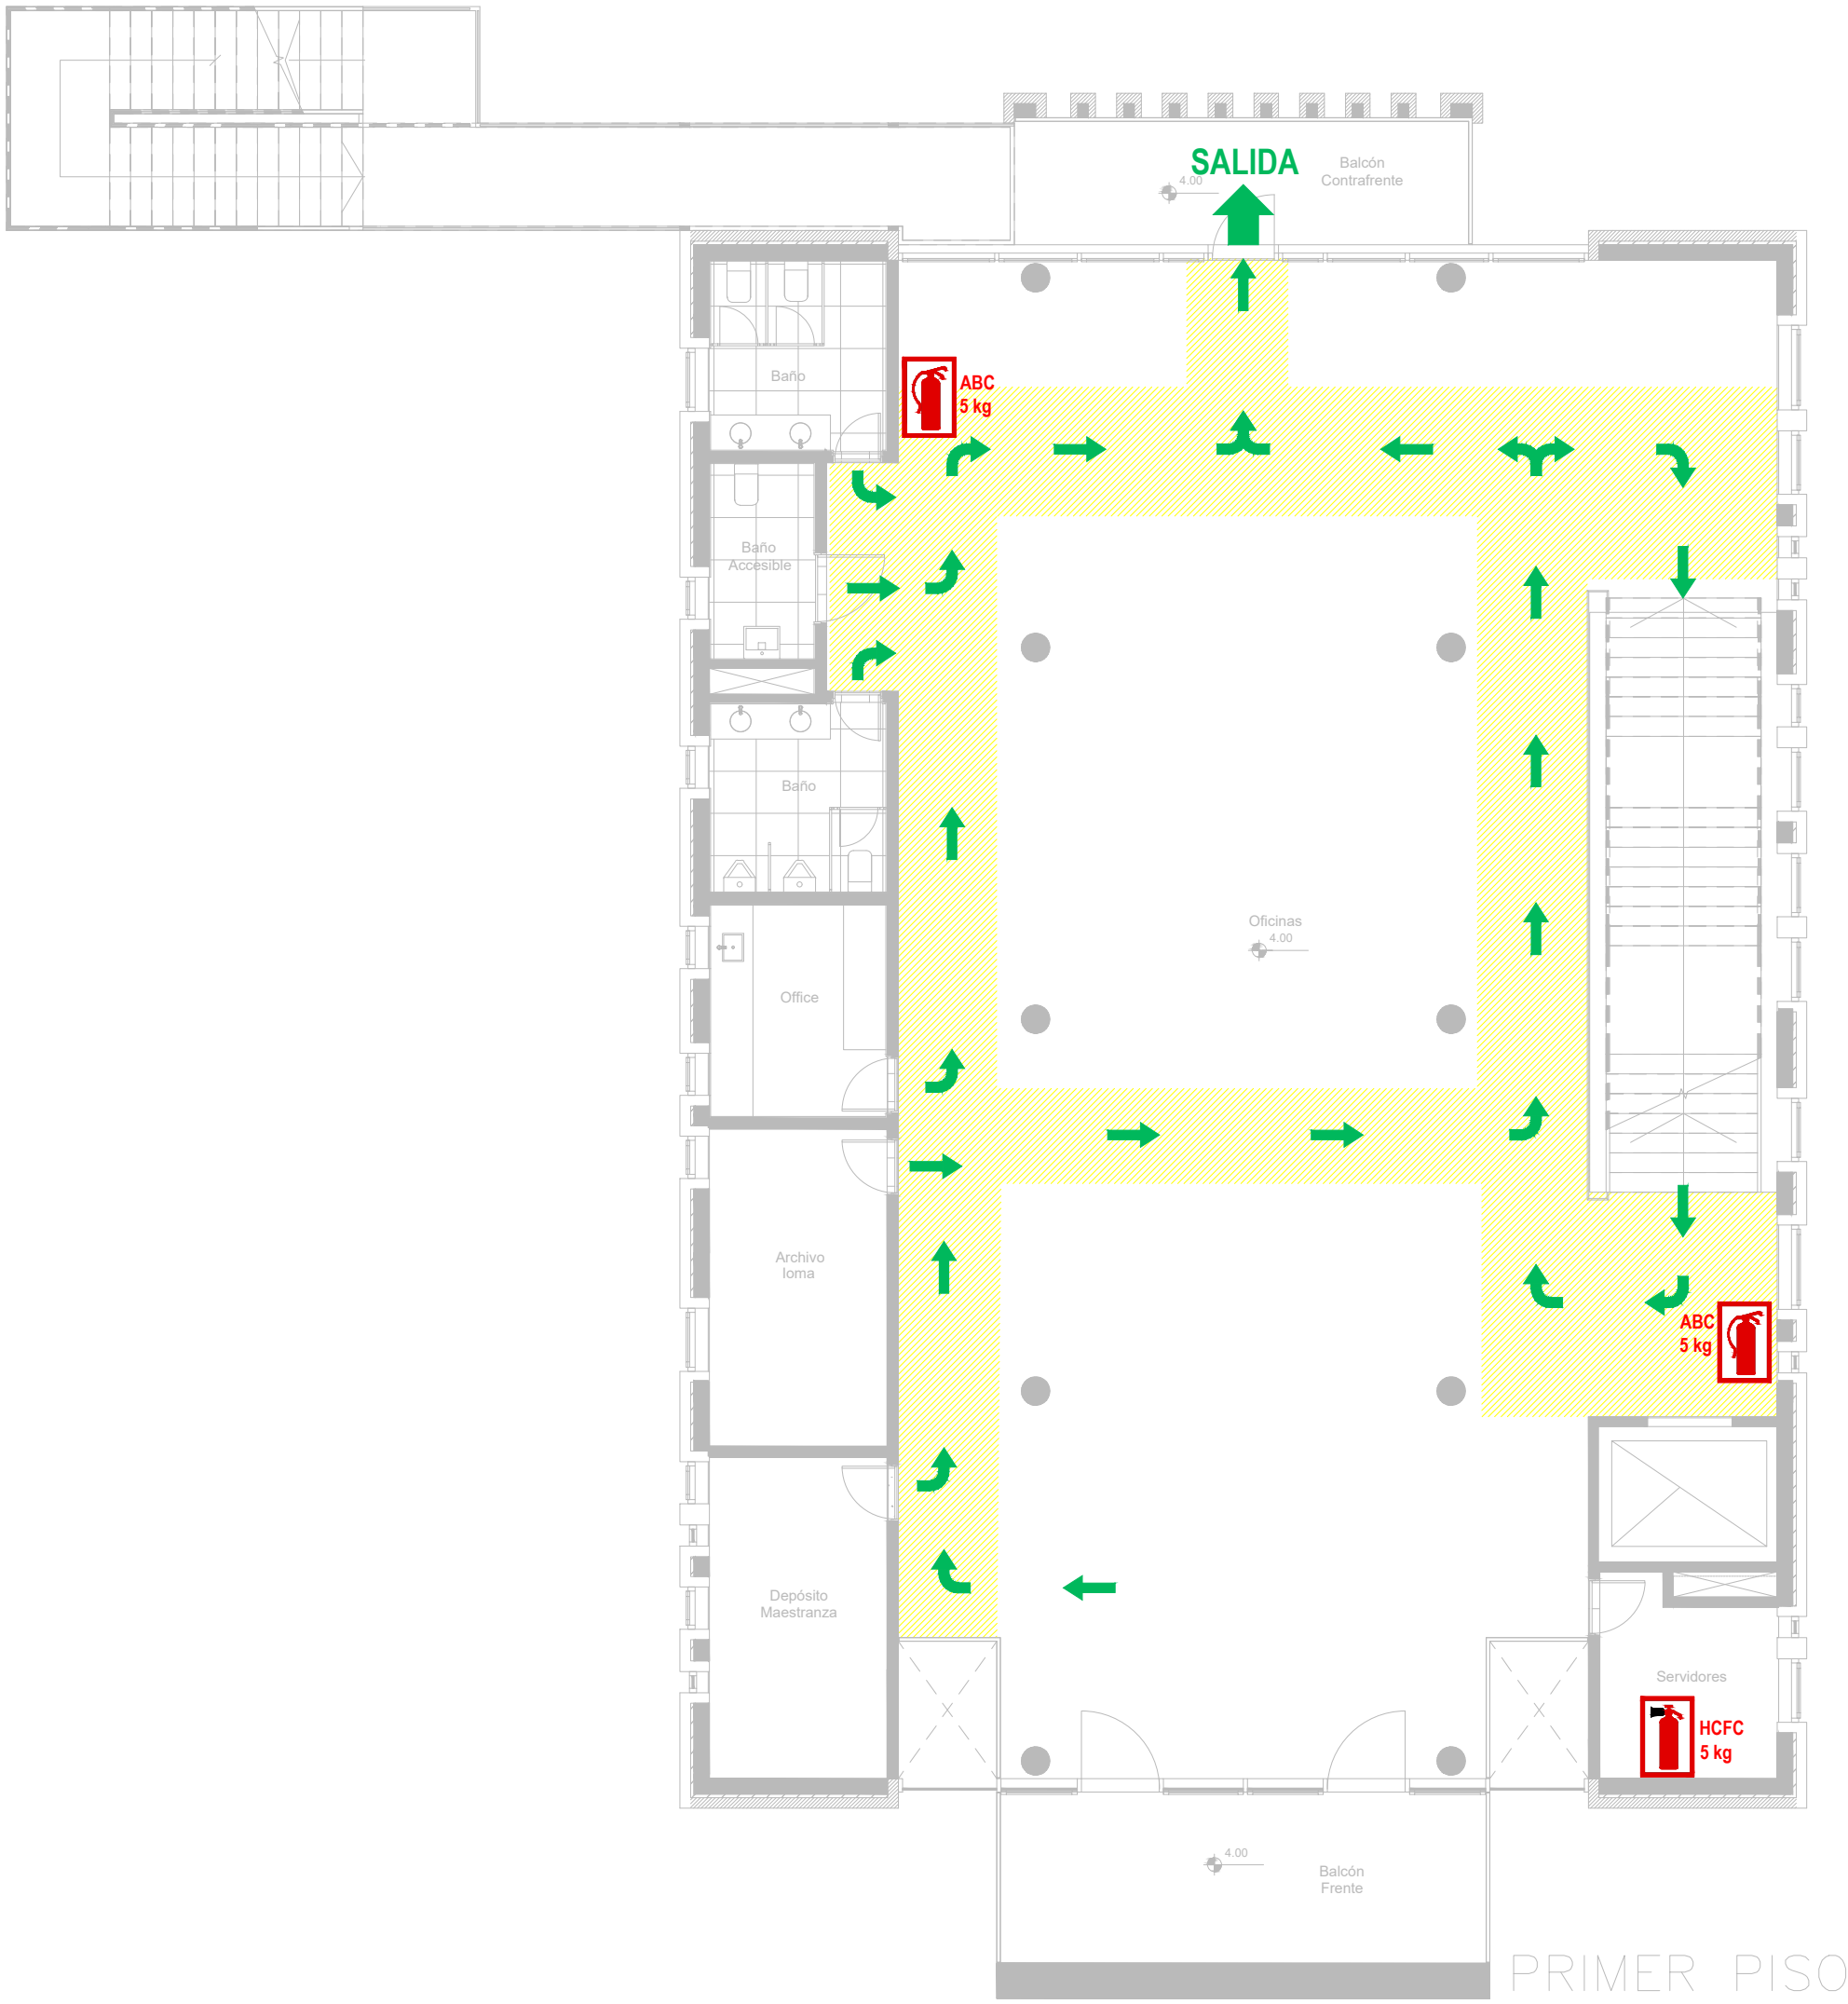 SALIDA
Balcón
Contrafrente
4.00
Baño
ABC
5 kg
Baño
Accesible
Baño
Oficinas
4.00
Office
Archivo
Ioma
ABC
5 kg
Depósito
Maestranza
Servidores
HCFC
5 kg
4.00
Balcón
Frente
PRIMER PISO